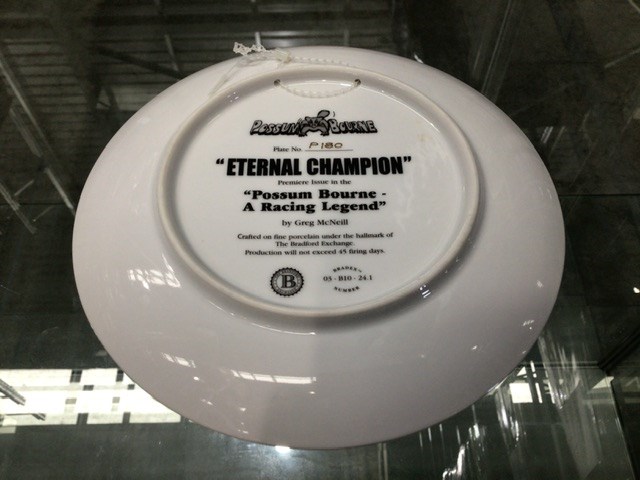 POSSUM BOURNE
Plate No. P180
"ETERNAL CHAMPION"
Premiere Issue in the
"Possum Bourne -
A Racing Legend"
by Greg McNeill
Crafted on fine porcelain under the hallmark of
The Bradford Exchange.
Production will not exceed 45 firing days.
B
BRADEX™
03 - B10 - 24.1
NUMBER